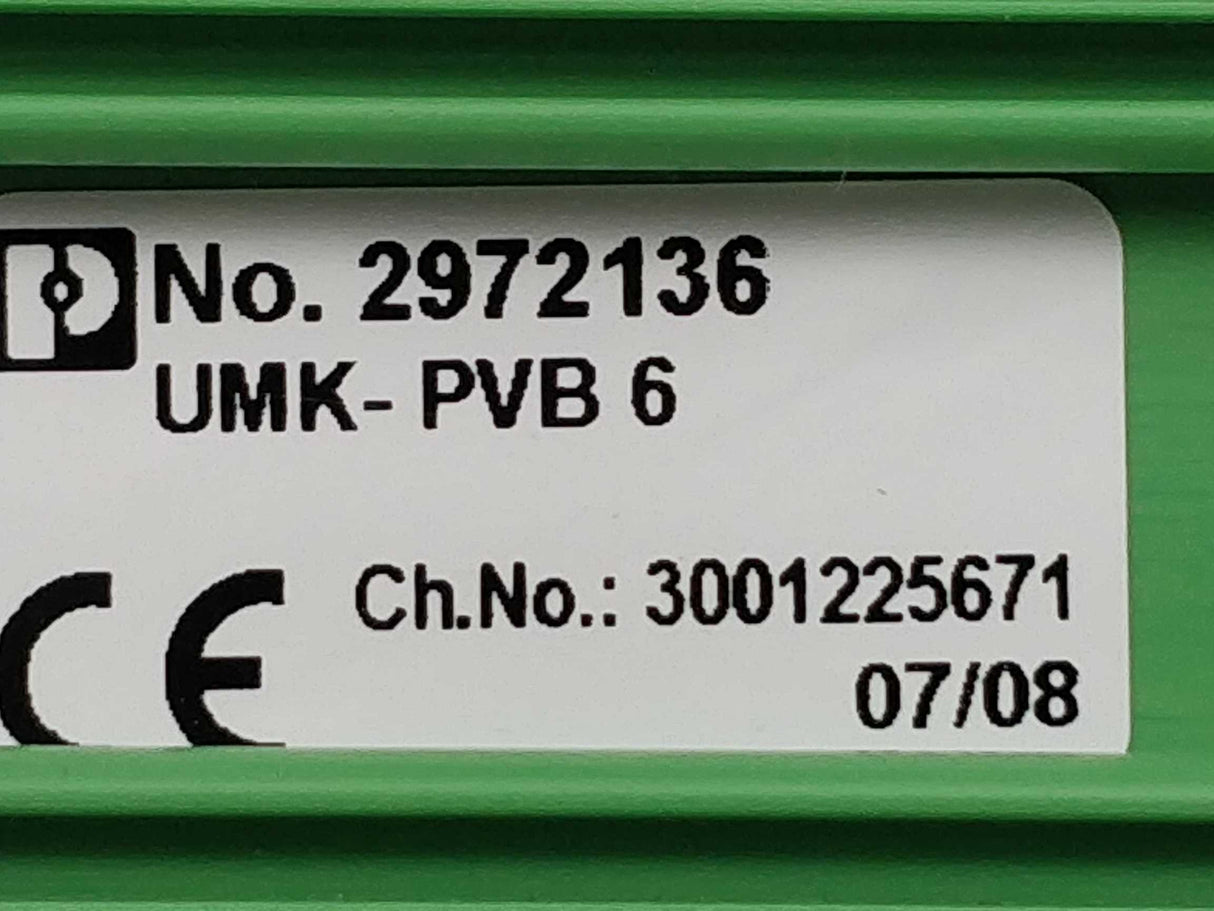 No. 2972136
UMK- PVB 6
CE
Ch.No.: 3001225671
07/08